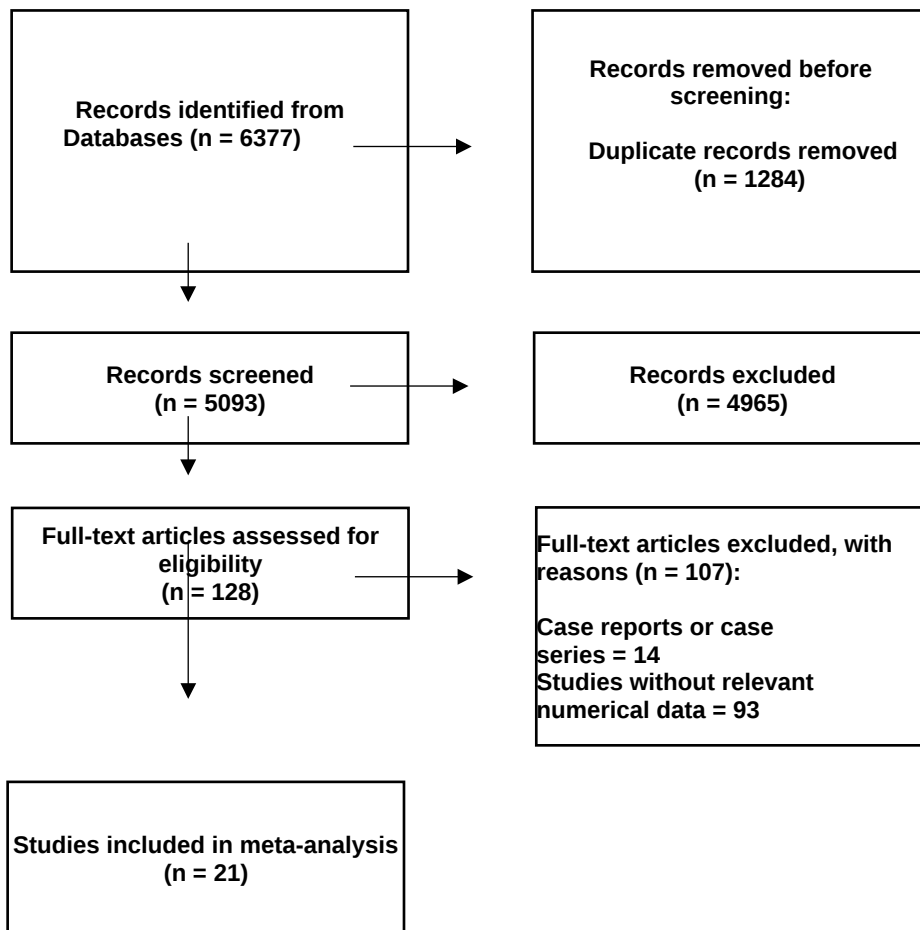 Records identified from
Databases (n = 6377)
Records removed before
screening:
Duplicate records removed
(n = 1284)
Records screened
(n = 5093)
Records excluded
(n = 4965)
Full-text articles assessed for
eligibility
(n = 128)
Full-text articles excluded, with
reasons (n = 107):
Case reports or case
series = 14
Studies without relevant
numerical data = 93
Studies included in meta-analysis
(n = 21)